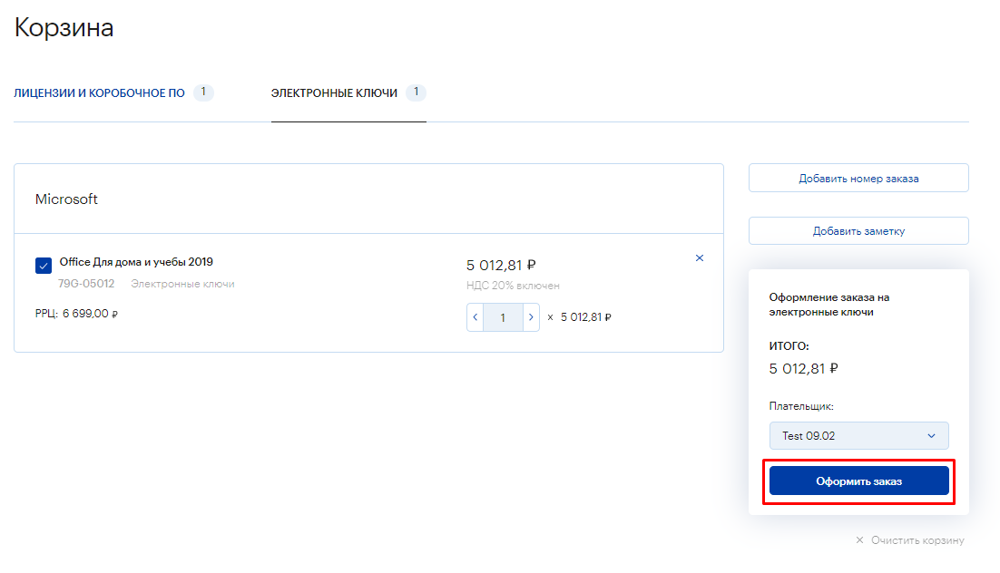 Корзина
ЛИЦЕНЗИИ И КОРОБОЧНОЕ ПО 1
ЭЛЕКТРОННЫЕ КЛЮЧИ 1
Microsoft
Office Для дома и учебы 2019
79G-05012 Электронные ключи
РРЦ: 6 699,00 ₽
5 012,81 ₽
НДС 20% включен
1 x 5 012,81 ₽
Добавить номер заказа
Добавить заметку
Оформление заказа на
электронные ключи
ИТОГО:
5 012,81 ₽
Плательщик:
Test 09.02
Оформить заказ
Очистить корзину